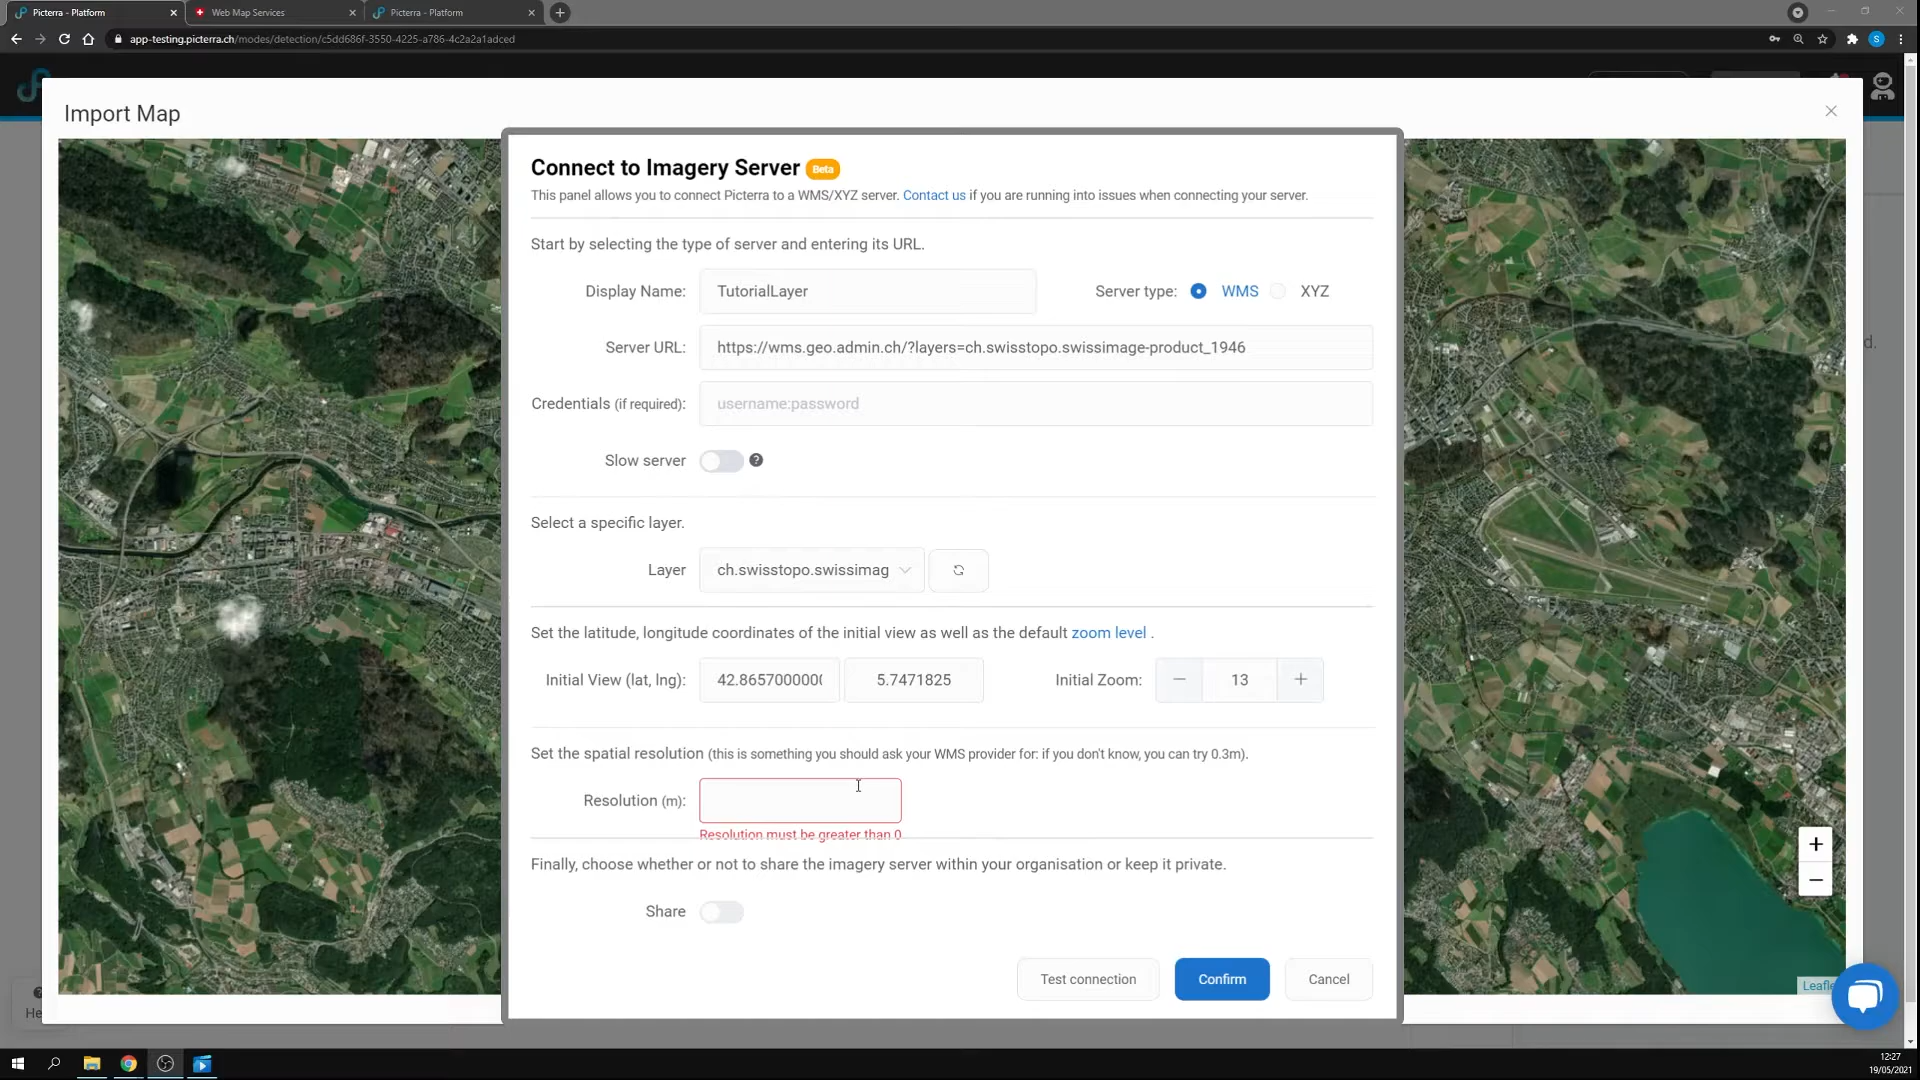 Picterra - Platform
Web Map Services
Picterra - Platform
app-testing.picterra.ch/modes/detection/c5dd686f-3550-4225-a786-4c2a2a1adced
S
Import Map
Connect to Imagery Server Beta
This panel allows you to connect Picterra to a WMS/XYZ server. Contact us if you are running into issues when connecting your server.
Start by selecting the type of server and entering its URL.
Display Name: TutorialLayer Server type: WMS XYZ
Server URL: https://wms.geo.admin.ch/?layers=ch.swisstopo.swissimage-product_1946
d.
Credentials (if required): username:password
Slow server ?
Select a specific layer.
Layer ch.swisstopo.swissimag
Set the latitude, longitude coordinates of the initial view as well as the default zoom level .
Initial View (lat, lng): 42.8657000000 5.7471825 Initial Zoom: − 13 +
Set the spatial resolution (this is something you should ask your WMS provider for: if you don't know, you can try 0.3m).
Resolution (m):
Resolution must be greater than 0
+
−
Finally, choose whether or not to share the imagery server within your organisation or keep it private.
Share
Test connection Confirm Cancel
Leafle
He
12:27
19/05/2021